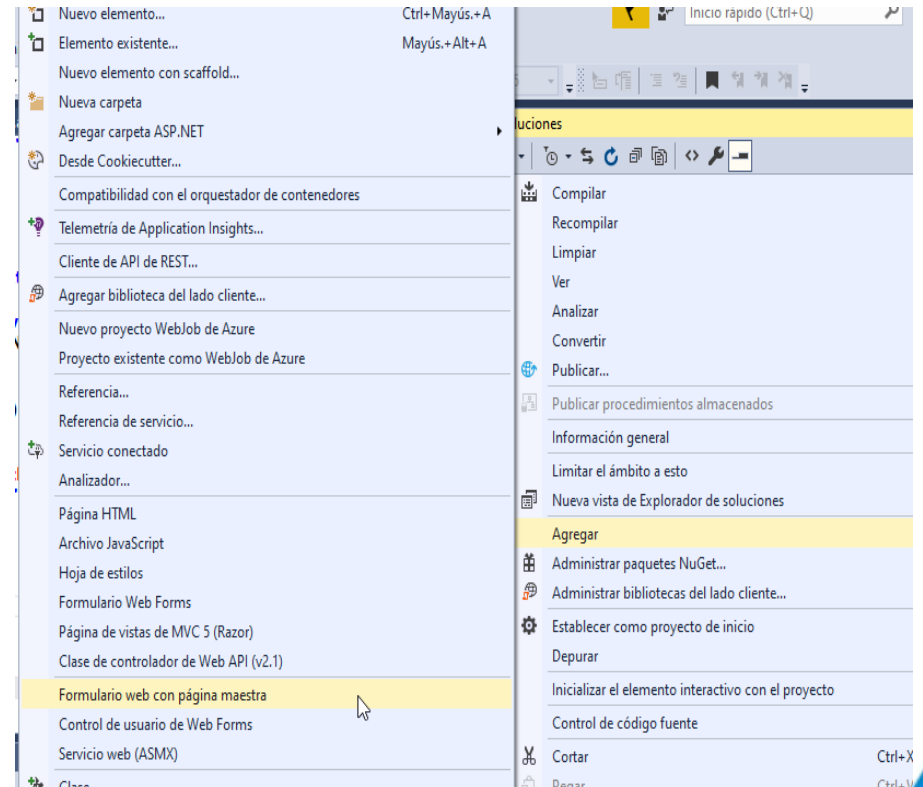 Nuevo elemento... Ctrl+Mayús.+A
Elemento existente... Mayús.+Alt+A
Nuevo elemento con scaffold...
Nueva carpeta
Agregar carpeta ASP.NET
Desde Cookiecutter...
Compatibilidad con el orquestador de contenedores
Telemetría de Application Insights...
Cliente de API de REST...
Agregar biblioteca del lado cliente...
Nuevo proyecto WebJob de Azure
Proyecto existente como WebJob de Azure
Referencia...
Referencia de servicio...
Servicio conectado
Analizador...
Página HTML
Archivo JavaScript
Hoja de estilos
Formulario Web Forms
Página de vistas de MVC 5 (Razor)
Clase de controlador de Web API (v2.1)
Formulario web con página maestra
Control de usuario de Web Forms
Servicio web (ASMX)
Clase
Inicio rápido (Ctrl+Q)
luciones
Compilar
Recompilar
Limpiar
Ver
Analizar
Convertir
Publicar...
Publicar procedimientos almacenados
Información general
Limitar el ámbito a esto
Nueva vista de Explorador de soluciones
Agregar
Administrar paquetes NuGet...
Administrar bibliotecas del lado cliente...
Establecer como proyecto de inicio
Depurar
Inicializar el elemento interactivo con el proyecto
Control de código fuente
Cortar Ctrl+X
Pegar Ctrl+V